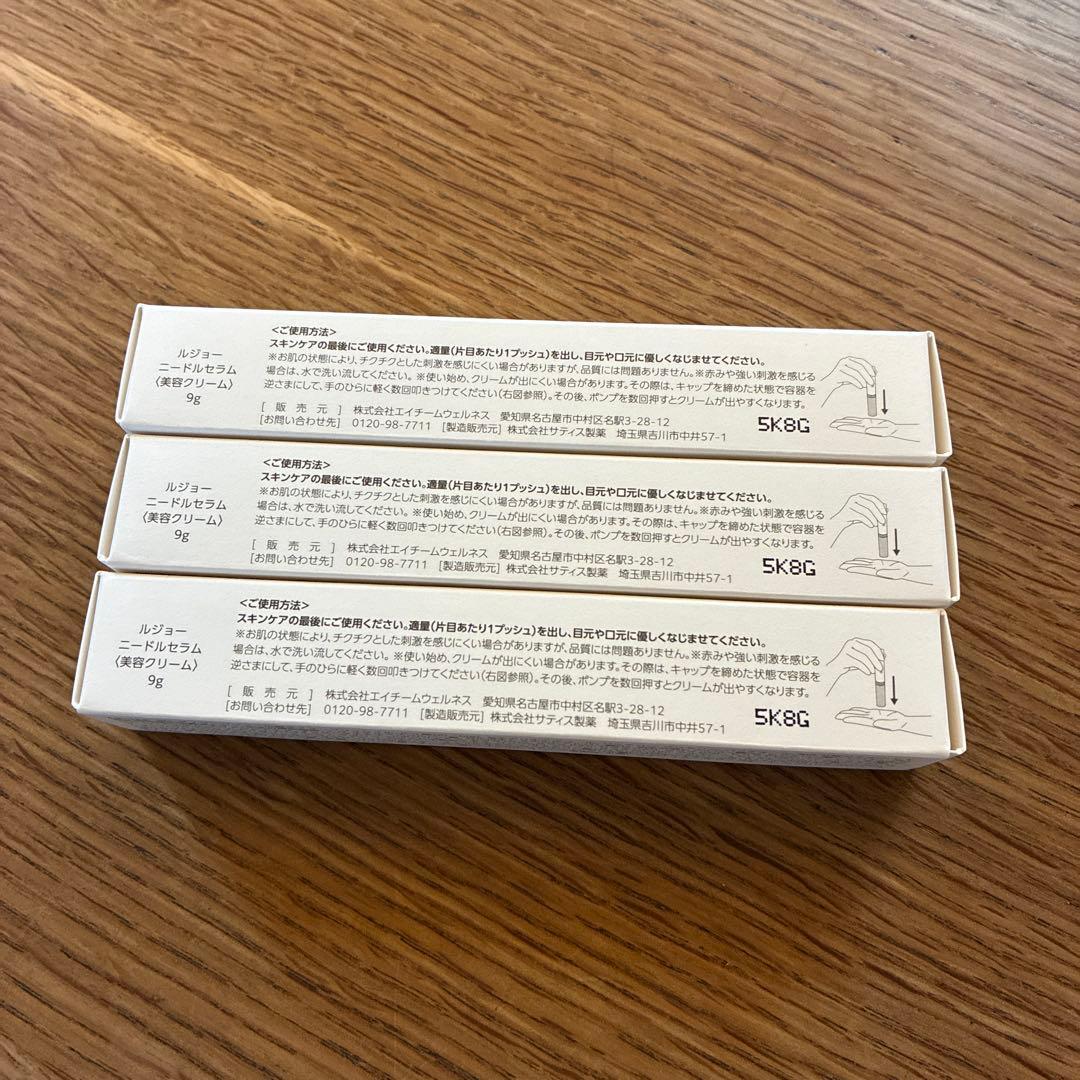 ルジョー
ニードルセラム
〈美容クリーム〉
9g
<ご使用方法>
スキンケアの最後にご使用ください。適量(片目あたり1プッシュ)を出し、目元や口元に優しくなじませてください。
※お肌の状態により、チクチクとした刺激を感じにくい場合がありますが、品質には問題ありません。※赤みや強い刺激を感じる
場合は、水で洗い流してください。※使い始め、クリームが出にくい場合があります。その際は、キャップを締めた状態で容器を
逆さまにして、手のひらに軽く数回叩きつけてください(右図参照)。その後、ポンプを数回押すとクリームが出やすくなります。
[販売元] 株式会社エイチームウェルネス 愛知県名古屋市中村区名駅3-28-12
[お問い合わせ先] 0120-98-7711 [製造販売元] 株式会社サティス製薬 埼玉県吉川市中井57-1
5K8G
ルジョー
ニードルセラム
〈美容クリーム〉
9g
<ご使用方法>
スキンケアの最後にご使用ください。適量(片目あたり1プッシュ)を出し、目元や口元に優しくなじませてください。
※お肌の状態により、チクチクとした刺激を感じにくい場合がありますが、品質には問題ありません。※赤みや強い刺激を感じる
場合は、水で洗い流してください。※使い始め、クリームが出にくい場合があります。その際は、キャップを締めた状態で容器を
逆さまにして、手のひらに軽く数回叩きつけてください(右図参照)。その後、ポンプを数回押すとクリームが出やすくなります。
[販売元] 株式会社エイチームウェルネス 愛知県名古屋市中村区名駅3-28-12
[お問い合わせ先] 0120-98-7711 [製造販売元] 株式会社サティス製薬 埼玉県吉川市中井57-1
5K8G
ルジョー
ニードルセラム
〈美容クリーム〉
9g
<ご使用方法>
スキンケアの最後にご使用ください。適量(片目あたり1プッシュ)を出し、目元や口元に優しくなじませてください。
※お肌の状態により、チクチクとした刺激を感じにくい場合がありますが、品質には問題ありません。※赤みや強い刺激を感じる
場合は、水で洗い流してください。※使い始め、クリームが出にくい場合があります。その際は、キャップを締めた状態で容器を
逆さまにして、手のひらに軽く数回叩きつけてください(右図参照)。その後、ポンプを数回押すとクリームが出やすくなります。
[販売元] 株式会社エイチームウェルネス 愛知県名古屋市中村区名駅3-28-12
[お問い合わせ先] 0120-98-7711 [製造販売元] 株式会社サティス製薬 埼玉県吉川市中井57-1
5K8G